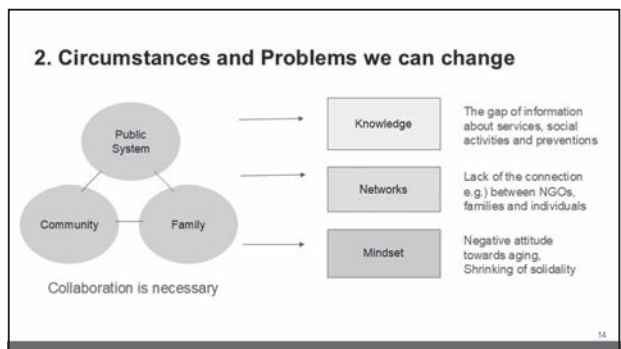 2. Circumstances and Problems we can change
Public
System
Community
Family
Collaboration is necessary
Knowledge
The gap of information
about services, social
activities and preventions
Networks
Lack of the connection
e.g.) between NGOs,
families and individuals
Mindset
Negative attitude
towards aging,
Shrinking of solidality
14